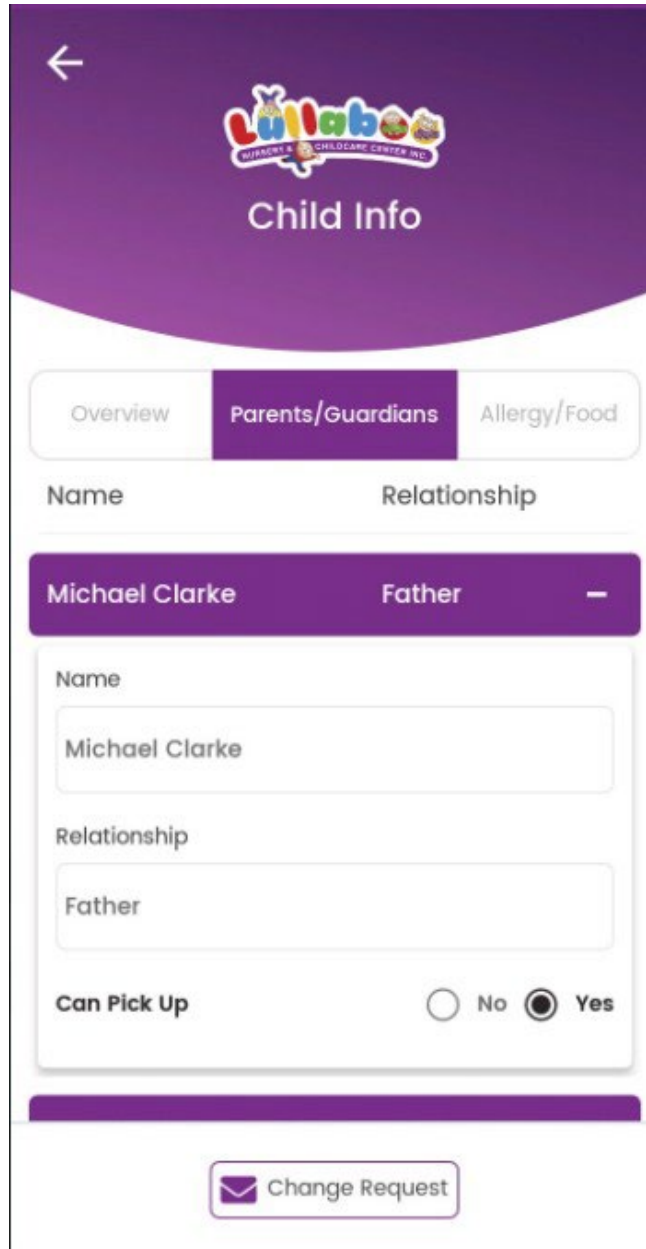 Lullaboo
NURSERY & CHILDCARE CENTER INC.
Child Info
Overview Parents/Guardians Allergy/Food
Name Relationship
Michael Clarke Father –
Name
Michael Clarke
Relationship
Father
Can Pick Up No Yes
Change Request